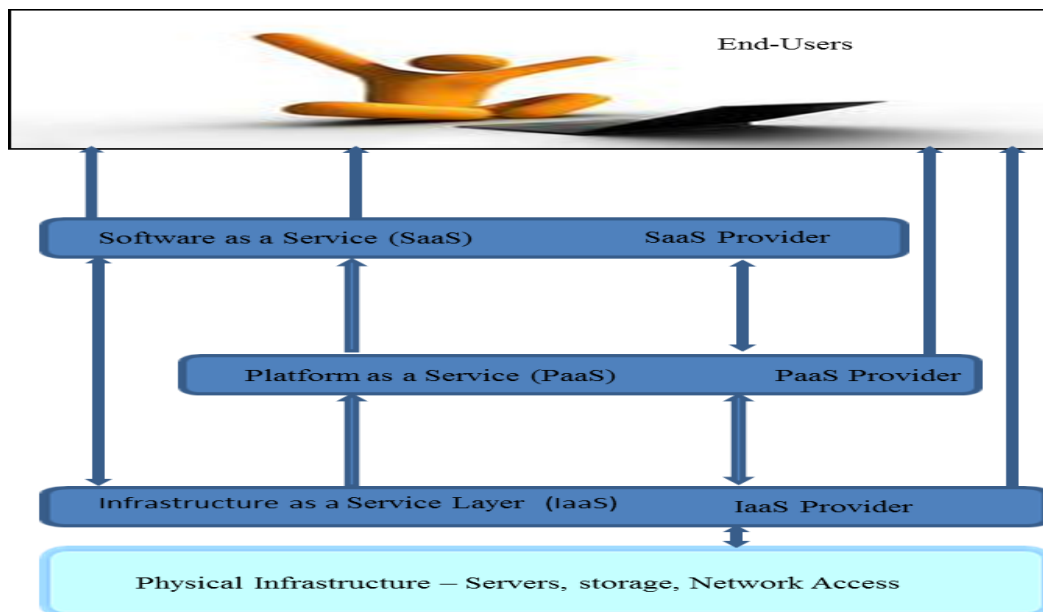 End-Users
Software as a Service (SaaS) SaaS Provider
Platform as a Service (PaaS) PaaS Provider
Infrastructure as a Service Layer (IaaS) IaaS Provider
Physical Infrastructure – Servers, storage, Network Access